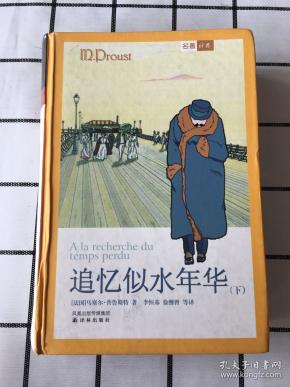 M.Proust
名著
A la recherche du
temps perdu
追忆似水年华(下)
[法国]马塞尔·普鲁斯特 著 李恒基 徐继曾 等译
凤凰出版传媒集团
译林出版社
孔夫子旧书网